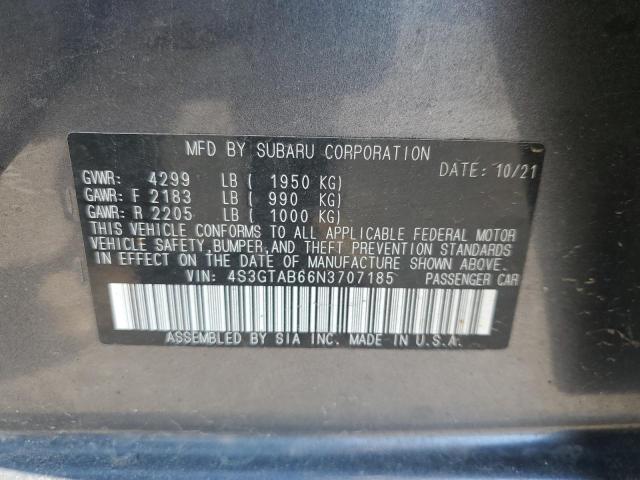 MFD BY SUBARU CORPORATION
DATE: 10/21
GVWR: 4299 LB ( 1950 KG)
GAWR: F 2183 LB ( 990 KG)
GAWR: R 2205 LB ( 1000 KG)
THIS VEHICLE CONFORMS TO ALL APPLICABLE FEDERAL MOTOR
VEHICLE SAFETY, BUMPER, AND THEFT PREVENTION STANDARDS
IN EFFECT ON THE DATE OF MANUFACTURE SHOWN ABOVE.
VIN: 4S3GTAB66N3707185 PASSENGER CAR
ASSEMBLED BY SIA INC. MADE IN U.S.A.